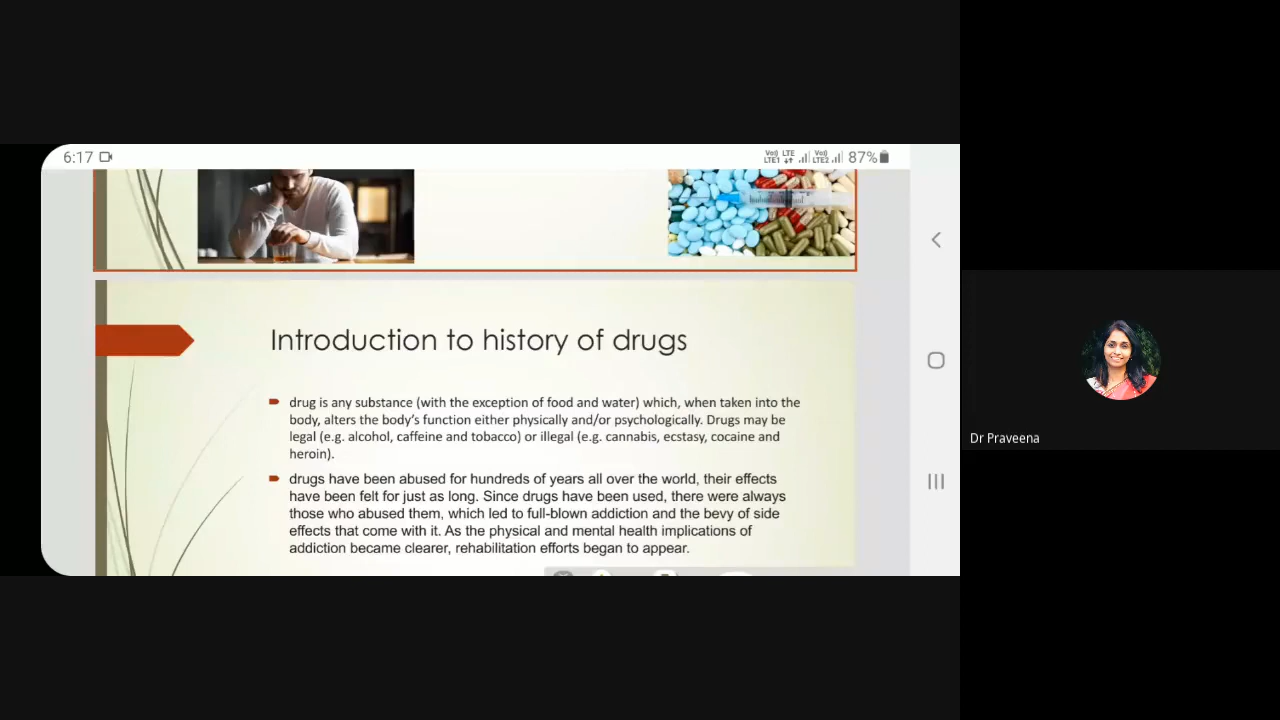 6:17
Vo)) LTE
LTE1
Vo))
LTE2
87%
Introduction to history of drugs
drug is any substance (with the exception of food and water) which, when taken into the
body, alters the body's function either physically and/or psychologically. Drugs may be
legal (e.g. alcohol, caffeine and tobacco) or illegal (e.g. cannabis, ecstasy, cocaine and
heroin).
drugs have been abused for hundreds of years all over the world, their effects
have been felt for just as long. Since drugs have been used, there were always
those who abused them, which led to full-blown addiction and the bevy of side
effects that come with it. As the physical and mental health implications of
addiction became clearer, rehabilitation efforts began to appear.
Dr Praveena